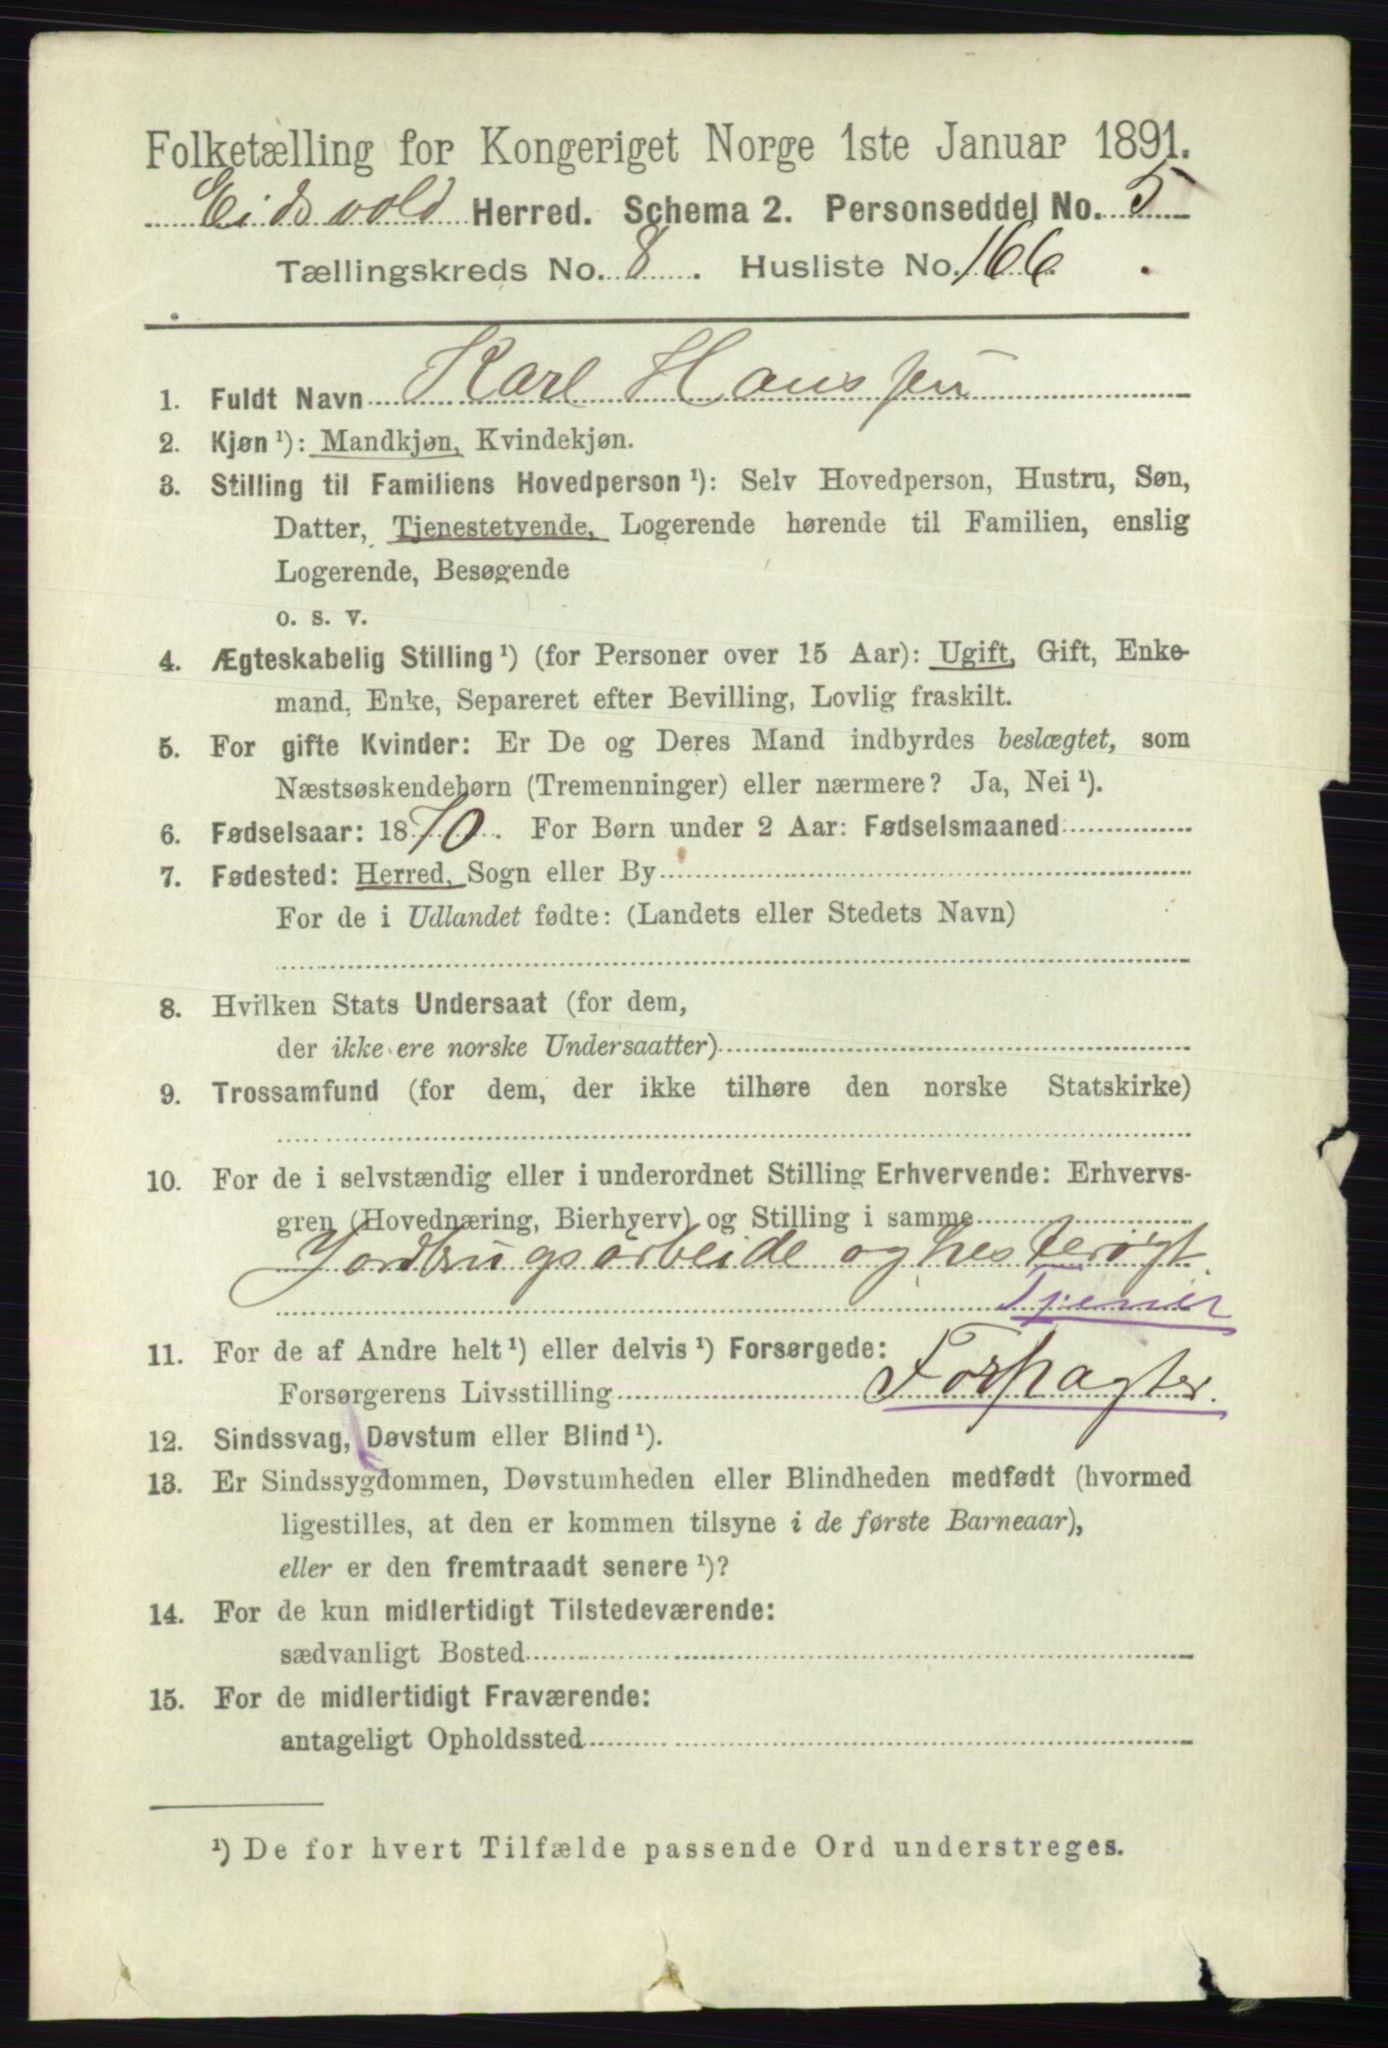 Folketælling for Kongeriget Norge 1ste Januar 1891.
Eidsvold Herred. Schema 2. Personseddel No. 5
Tællingskreds No. 8. Husliste No. 166.
1. Fuldt Navn Karl Hanssen
2. Kjøn ¹): Mandkjøn, Kvindekjøn.
3. Stilling til Familiens Hovedperson ¹): Selv Hovedperson, Hustru, Søn,
Datter, Tjenestetyende, Logerende hørende til Familien, enslig
Logerende, Besøgende
o. s. v.
4. Ægteskabelig Stilling ¹) (for Personer over 15 Aar): Ugift, Gift, Enke-
mand, Enke, Separeret efter Bevilling, Lovlig fraskilt.
5. For gifte Kvinder: Er De og Deres Mand indbyrdes beslægtet, som
Næstsøskendebørn (Tremenninger) eller nærmere? Ja, Nei ¹).
6. Fødselsaar: 1870. For Børn under 2 Aar: Fødselsmaaned
7. Fødested: Herred, Sogn eller By
For de i Udlandet fødte: (Landets eller Stedets Navn)
8. Hvilken Stats Undersaat (for dem,
der ikke ere norske Undersaatter)
9. Trossamfund (for dem, der ikke tilhøre den norske Statskirke)
10. For de i selvstændig eller i underordnet Stilling Erhvervende: Erhvervs-
gren (Hovednæring, Bierhverv) og Stilling i samme
Jordbrugsarbeide og hesterøgt
Tjener
11. For de af Andre helt ¹) eller delvis ¹) Forsørgede:
Forsørgerens Livsstilling Forpagter.
12. Sindssvag, Døvstum eller Blind ¹).
13. Er Sindssygdommen, Døvstumheden eller Blindheden medfødt (hvormed
ligestilles, at den er kommen tilsyne i de første Barneaar),
eller er den fremtraadt senere ¹)?
14. For de kun midlertidigt Tilstedeværende:
sædvanligt Bosted
15. For de midlertidigt Fraværende:
antageligt Opholdssted
¹) De for hvert Tilfælde passende Ord understreges.